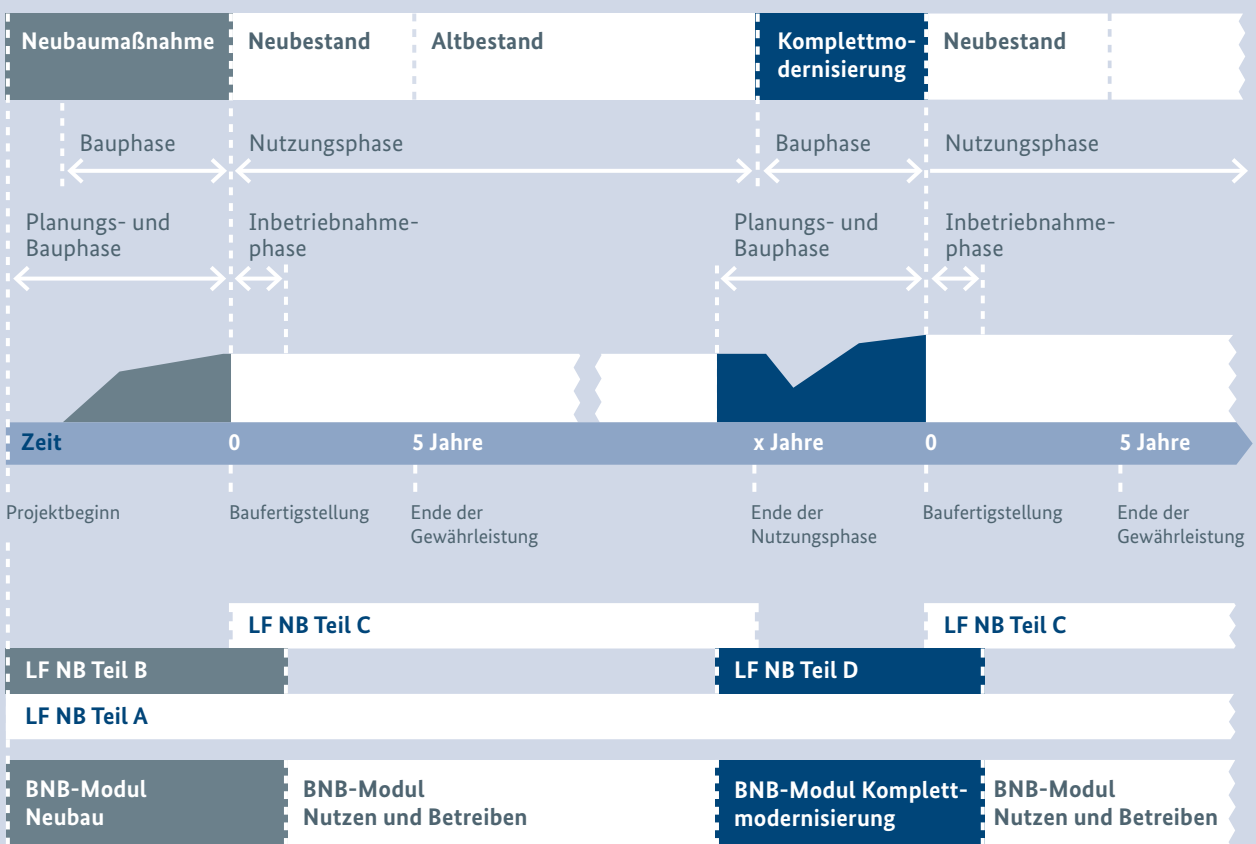 Neubaumaßnahme
Neubestand
Altbestand
Komplettmo-
dernisierung
Neubestand
Bauphase
Nutzungsphase
Bauphase
Nutzungsphase
Planungs- und
Bauphase
Inbetriebnahme-
phase
Planungs- und
Bauphase
Inbetriebnahme-
phase
Zeit
0
5 Jahre
x Jahre
0
5 Jahre
Projektbeginn
Baufertigstellung
Ende der
Gewährleistung
Ende der
Nutzungsphase
Baufertigstellung
Ende der
Gewährleistung
LF NB Teil C
LF NB Teil C
LF NB Teil B
LF NB Teil D
LF NB Teil A
BNB-Modul
Neubau
BNB-Modul
Nutzen und Betreiben
BNB-Modul Komplett-
modernisierung
BNB-Modul
Nutzen und Betreiben